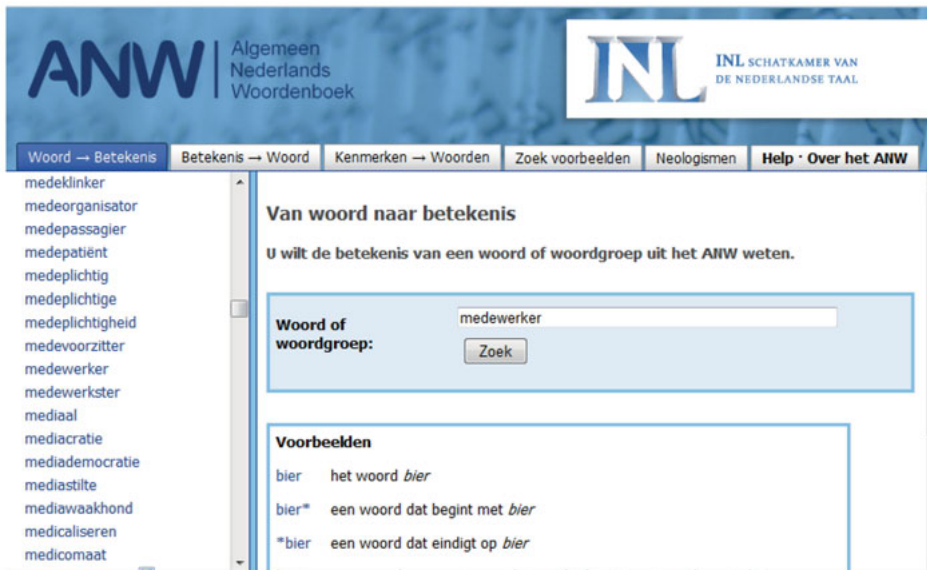 ANW
Algemeen
Nederlands
Woordenboek
INL
INL SCHATKAMER VAN
DE NEDERLANDSE TAAL
Woord → Betekenis
Betekenis → Woord
Kenmerken → Woorden
Zoek voorbeelden
Neologismen
Help · Over het ANW
medeklinker
medeorganisator
medepassagier
medepatiënt
medeplichtig
medeplichtige
medeplichtigheid
medevoorzitter
medewerker
medewerkster
mediaal
mediacratie
mediademocratie
mediastilte
mediawaakhond
medicaliseren
medicomaat
Van woord naar betekenis
U wilt de betekenis van een woord of woordgroep uit het ANW weten.
Woord of
woordgroep:
medewerker
Zoek
Voorbeelden
bier het woord bier
bier* een woord dat begint met bier
*bier een woord dat eindigt op bier